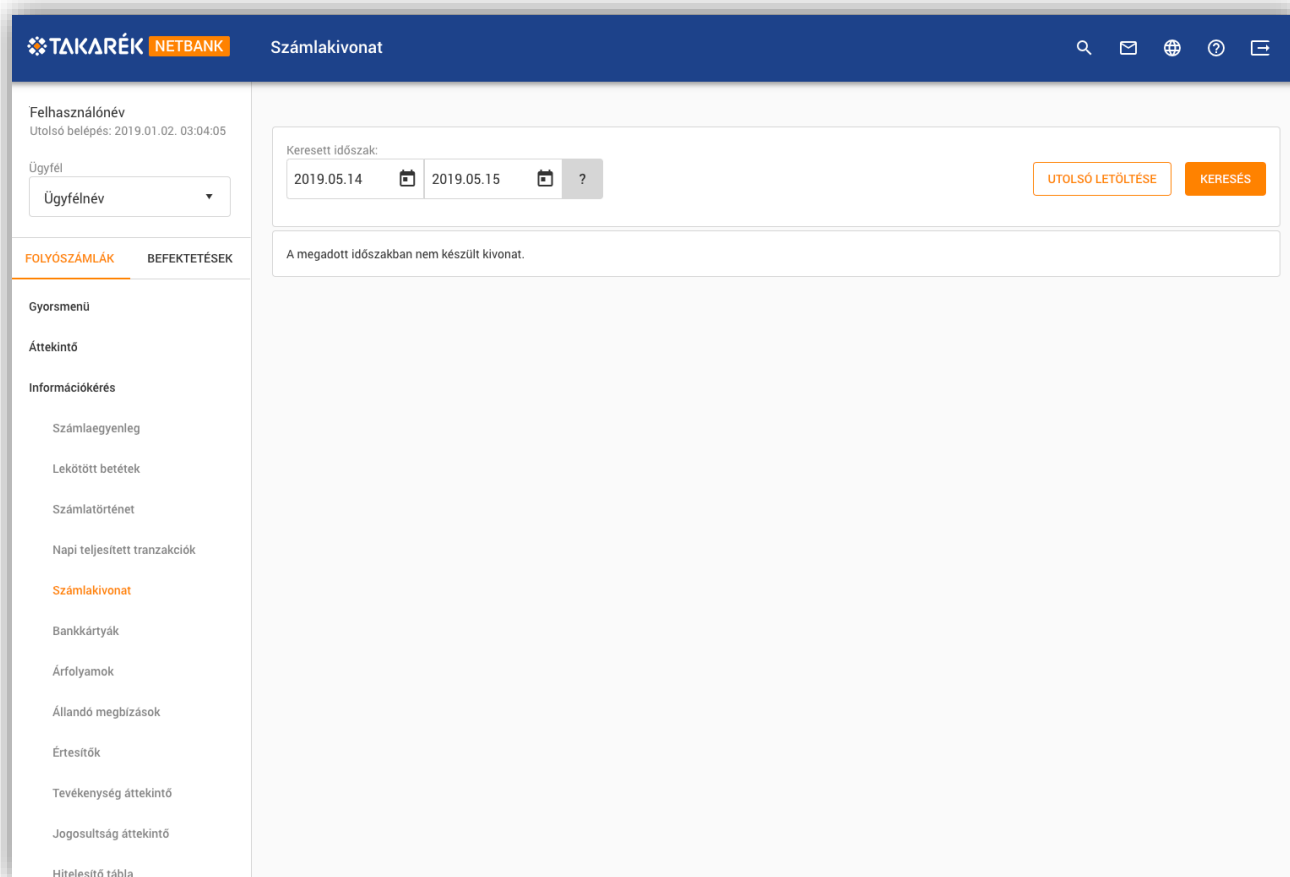 TAKARÉK NETBANK Számlakivonat
Felhasználónév
Utolsó belépés: 2019.01.02. 03:04:05
Ügyfél
Ügyfélnév
FOLYÓSZÁMLÁK BEFEKTETÉSEK
Gyorsmenü
Áttekintő
Információkérés
Számlaegyenleg
Lekötött betétek
Számlatörténet
Napi teljesített tranzakciók
Számlakivonat
Bankkártyák
Árfolyamok
Állandó megbízások
Értesítők
Tevékenység áttekintő
Jogosultság áttekintő
Hitelesítő tábla
Keresett időszak:
2019.05.14 2019.05.15 ? UTOLSÓ LETÖLTÉSE KERESÉS
A megadott időszakban nem készült kivonat.